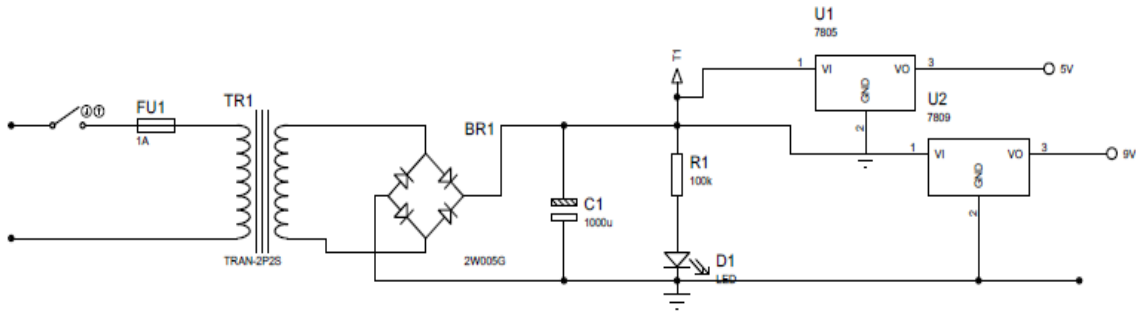 U1
7805
T1
1
VI
VO
3
5V
GND
2
U2
7809
1
VI
VO
3
9V
GND
2
FU1
1A
TR1
TRAN-2P2S
BR1
2W005G
C1
1000u
R1
100k
D1
LED